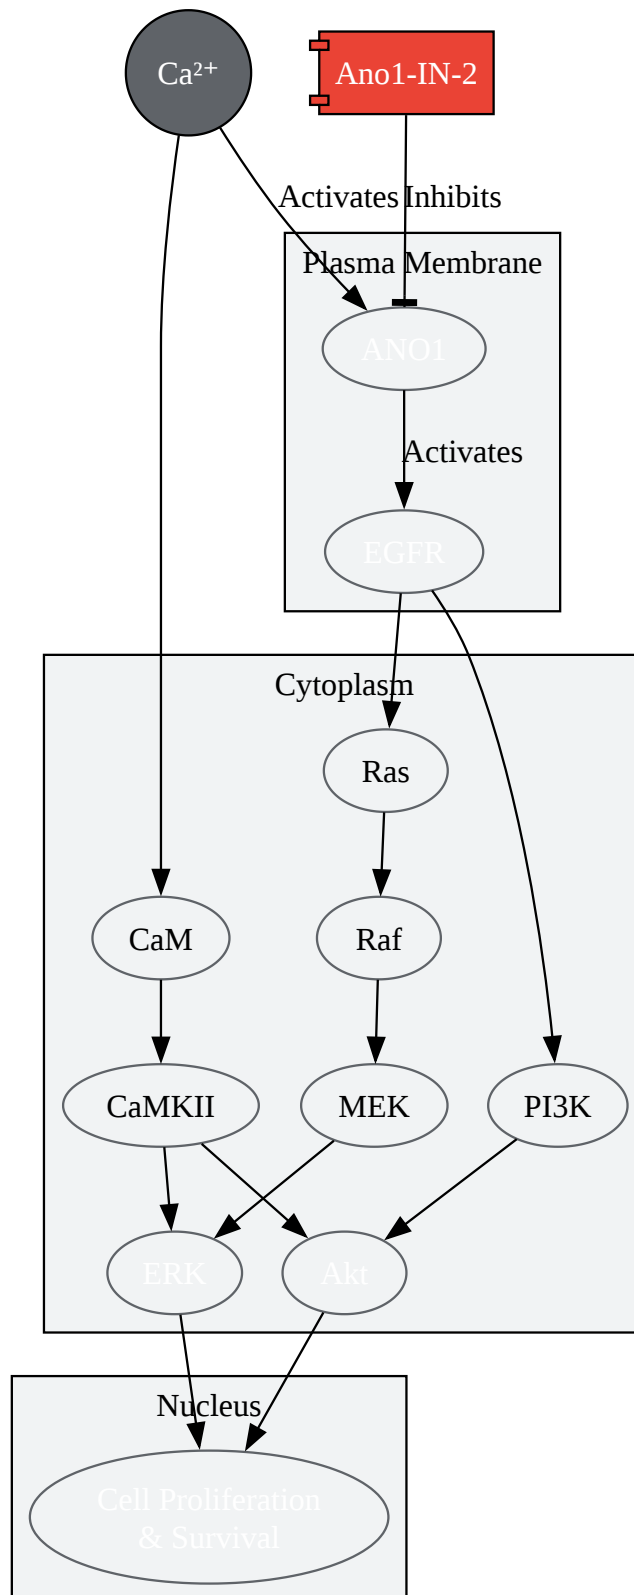 Ca²⁺
Ano1-IN-2
Activates
Inhibits
Plasma Membrane
ANO1
Activates
EGFR
Cytoplasm
Ras
CaM
Raf
CaMKII
MEK
PI3K
ERK
Akt
Nucleus
Cell Proliferation
& Survival